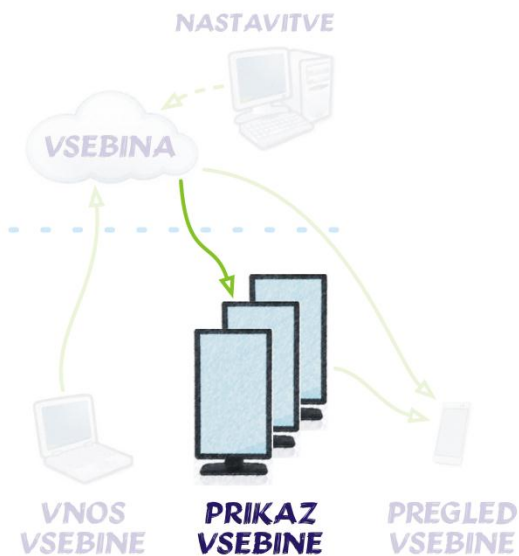 NASTAVITVE
VSEBINA
VNOS
VSEBINE
PRIKAZ
VSEBINE
PREGLED
VSEBINE